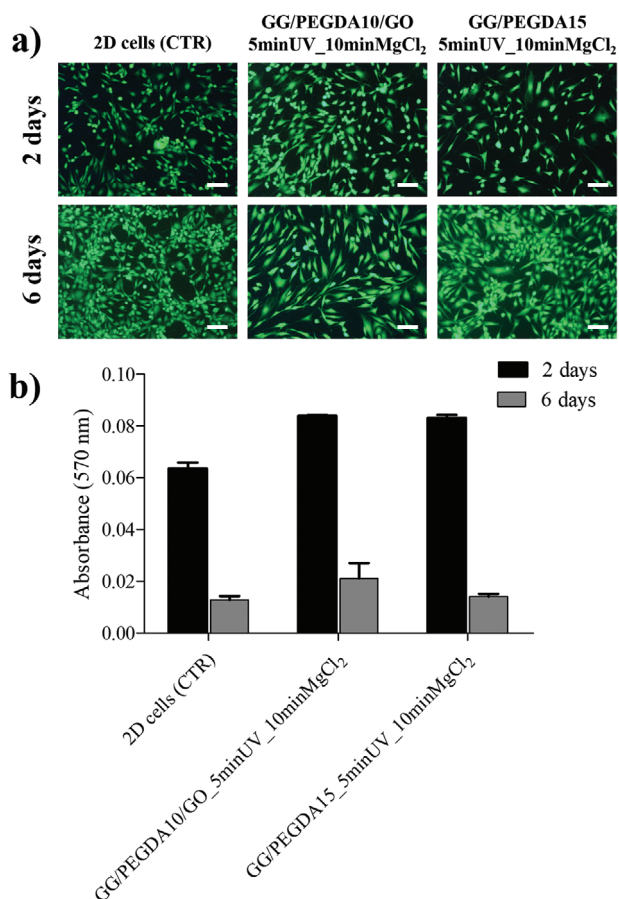 a)
2D cells (CTR)
GG/PEGDA10/GO
5minUV_10minMgCl₂
GG/PEGDA15
5minUV_10minMgCl₂
2 days
6 days
b)
2 days
6 days
Absorbance (570 nm)
0.10
0.08
0.06
0.04
0.02
0.00
2D cells (CTR)
GG/PEGDA10/GO_5minUV_10minMgCl₂
GG/PEGDA15_5minUV_10minMgCl₂